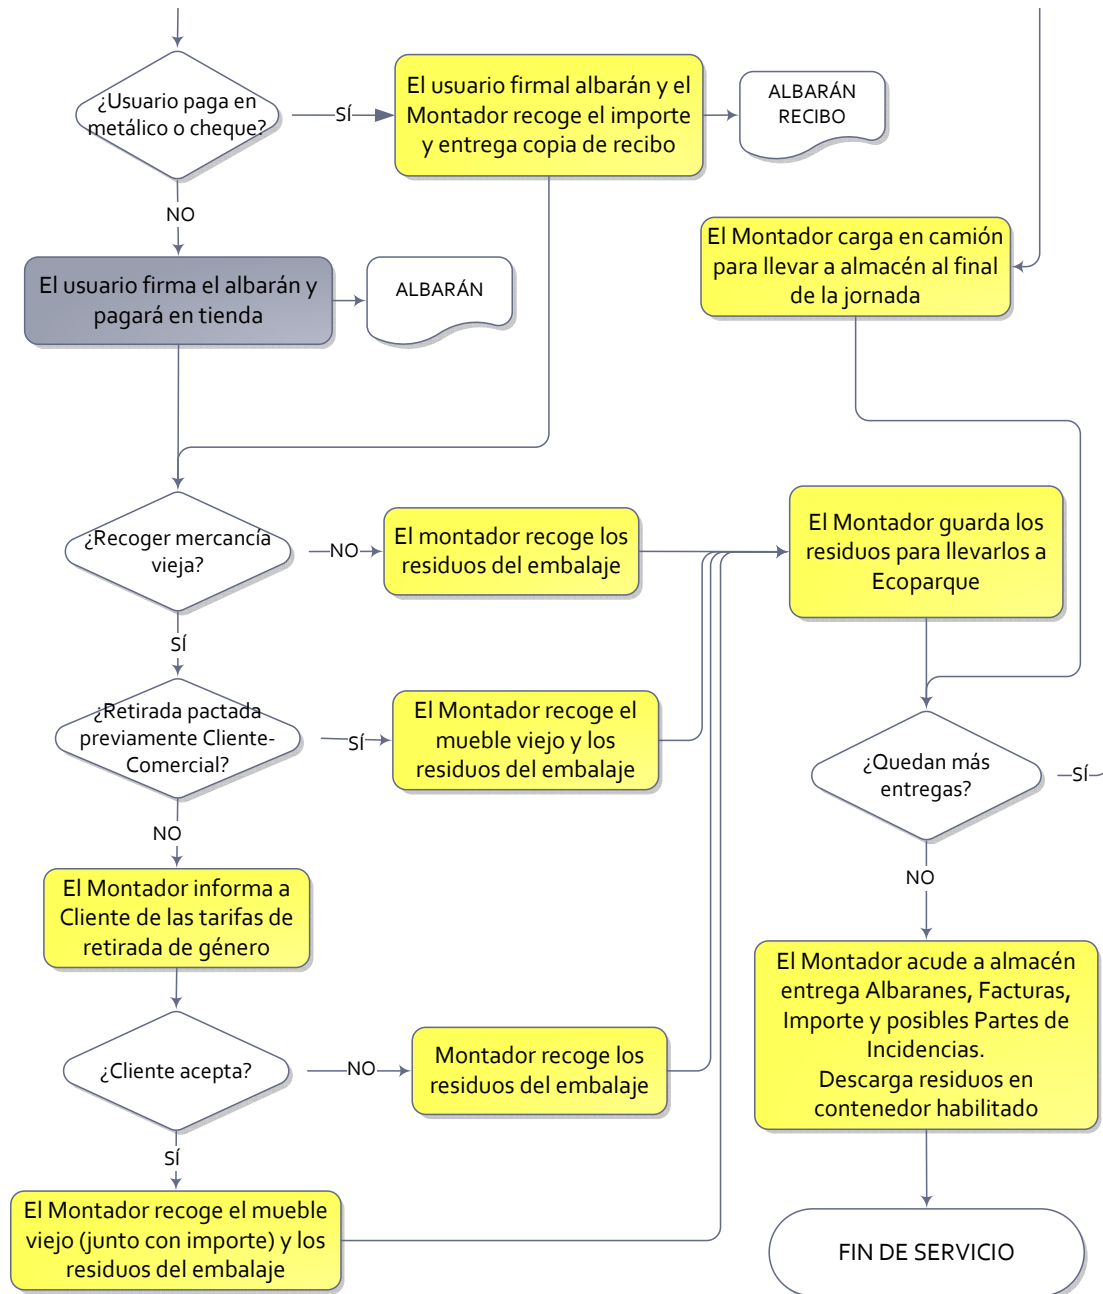 ¿Usuario paga en
metálico o cheque?
SÍ
El usuario firmal albarán y el
Montador recoge el importe
y entrega copia de recibo
ALBARÁN
RECIBO
NO
El usuario firma el albarán y
pagará en tienda
ALBARÁN
El Montador carga en camión
para llevar a almacén al final
de la jornada
¿Recoger mercancía
vieja?
NO
El montador recoge los
residuos del embalaje
El Montador guarda los
residuos para llevarlos a
Ecoparque
SÍ
¿Retirada pactada
previamente Cliente-
Comercial?
SÍ
El Montador recoge el
mueble viejo y los
residuos del embalaje
¿Quedan más
entregas?
SÍ
NO
El Montador informa a
Cliente de las tarifas de
retirada de género
NO
El Montador acude a almacén
entrega Albaranes, Facturas,
Importe y posibles Partes de
Incidencias.
Descarga residuos en
contenedor habilitado
¿Cliente acepta?
NO
Montador recoge los
residuos del embalaje
SÍ
El Montador recoge el mueble
viejo (junto con importe) y los
residuos del embalaje
FIN DE SERVICIO